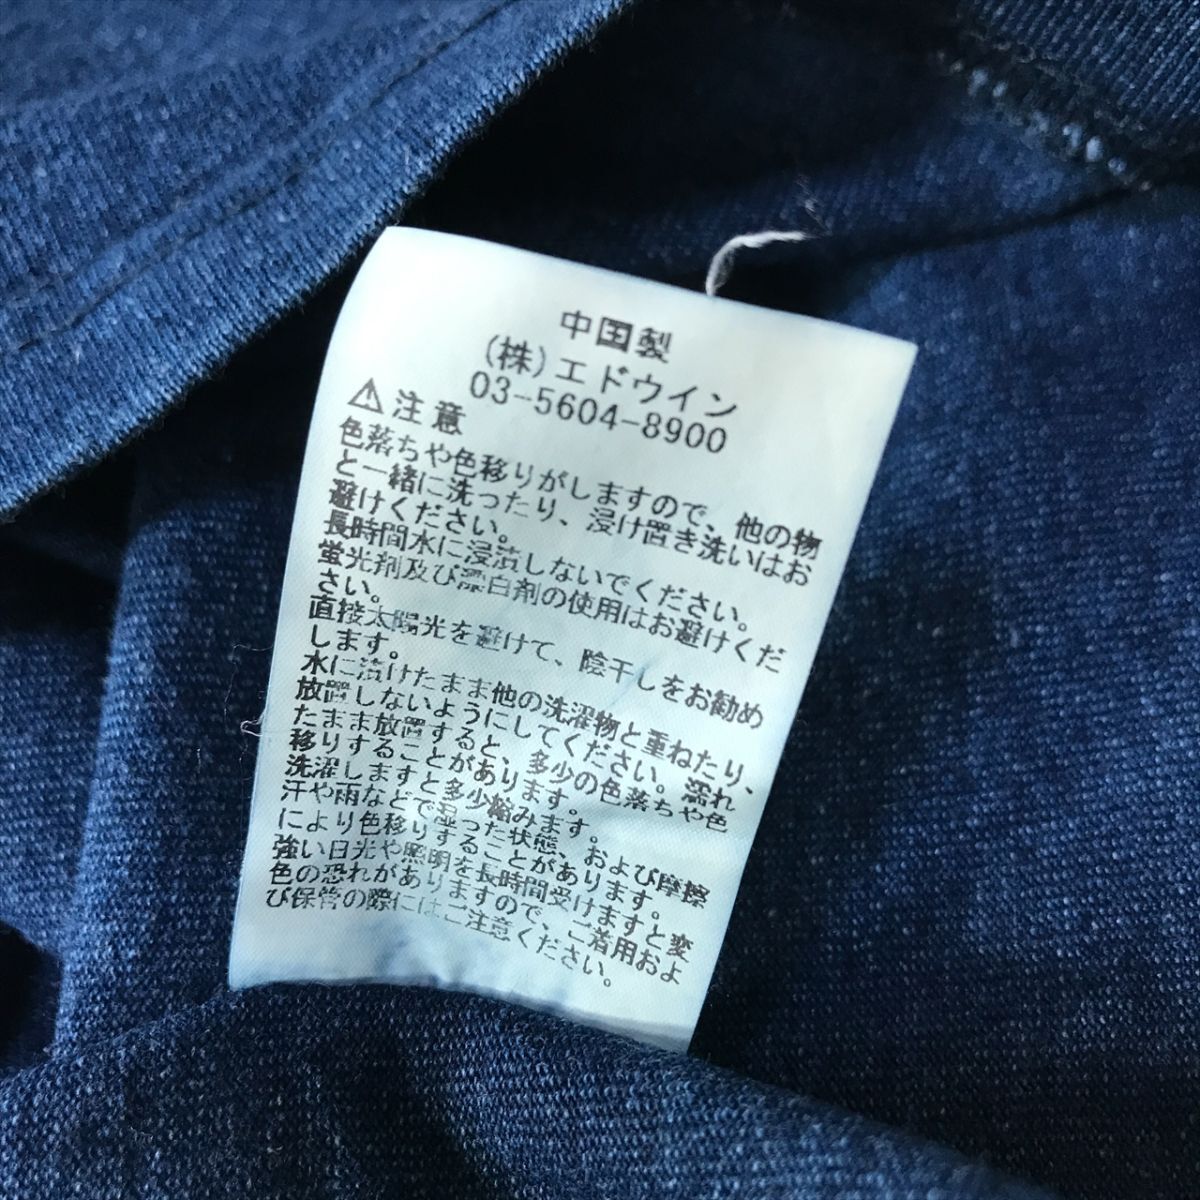 中国製
(株)エドウイン
03-5604-8900
⚠注意
色落ちや色移りがしますので、他の物
と一緒に洗ったり、浸け置き洗いはお
避けください。
長時間水に浸漬しないでください。
蛍光剤及び漂白剤の使用はお避けくだ
さい。
直接太陽光を避けて、陰干しをお勧め
します。
水に漬けたまま他の洗濯物と重ねたり、
放置しないようにしてください。濡れ
たまま放置すると、多少の色落ちや色
移りすることがあります。
洗濯しますと多少縮みます。
汗や雨などで湿った状態、および摩擦
により色移りすることがあります。
強い日光や照明を長時間受けますと変
色の恐れがありますので、ご着用およ
び保管の際にはご注意ください。